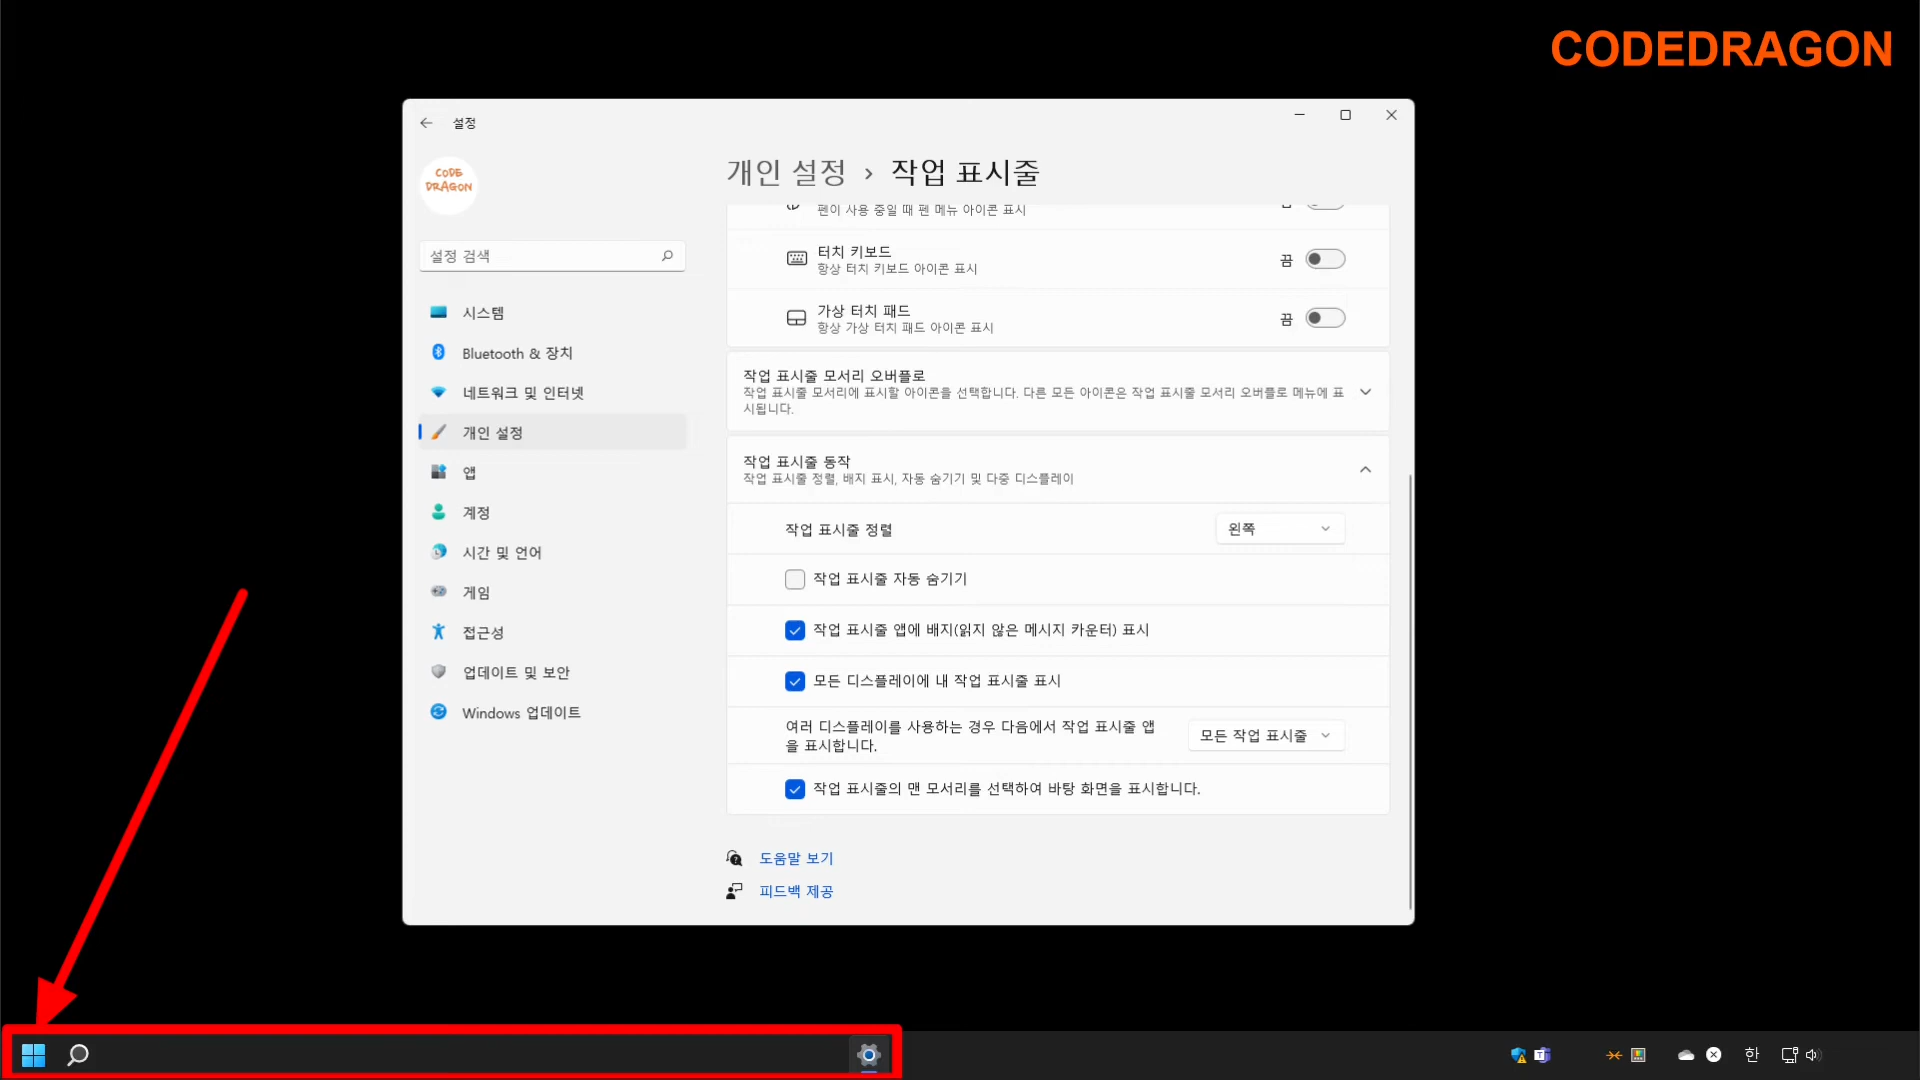 CODEDRAGON
설정
CODE
DRAGON
설정 검색
시스템
Bluetooth & 장치
네트워크 및 인터넷
개인 설정
앱
계정
시간 및 언어
게임
접근성
업데이트 및 보안
Windows 업데이트
개인 설정 › 작업 표시줄
펜이 사용 중일 때 펜 메뉴 아이콘 표시
끔
터치 키보드
항상 터치 키보드 아이콘 표시
끔
가상 터치 패드
항상 가상 터치 패드 아이콘 표시
끔
작업 표시줄 모서리 오버플로
작업 표시줄 모서리에 표시할 아이콘을 선택합니다. 다른 모든 아이콘은 작업 표시줄 모서리 오버플로 메뉴에 표
시됩니다.
작업 표시줄 동작
작업 표시줄 정렬, 배지 표시, 자동 숨기기 및 다중 디스플레이
작업 표시줄 정렬
왼쪽
작업 표시줄 자동 숨기기
작업 표시줄 앱에 배지(읽지 않은 메시지 카운터) 표시
모든 디스플레이에 내 작업 표시줄 표시
여러 디스플레이를 사용하는 경우 다음에서 작업 표시줄 앱
을 표시합니다.
모든 작업 표시줄
작업 표시줄의 맨 모서리를 선택하여 바탕 화면을 표시합니다.
도움말 보기
피드백 제공
한